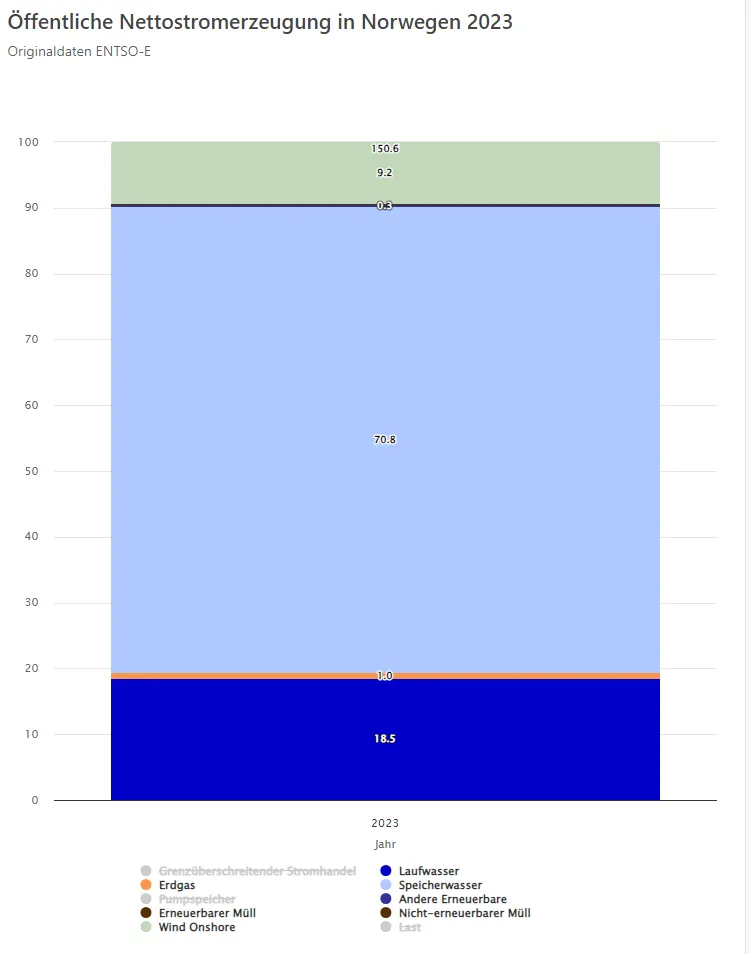 Öffentliche Nettostromerzeugung in Norwegen 2023
Originaldaten ENTSO-E
100
90
80
70
60
50
40
30
20
10
0
150.6
9.2
0.3
70.8
1.0
18.5
2023
Jahr
Grenzüberschreitender Stromhandel
Laufwasser
Erdgas
Speicherwasser
Pumpspeicher
Andere Erneuerbare
Erneuerbarer Müll
Nicht-erneuerbarer Müll
Wind Onshore
Last